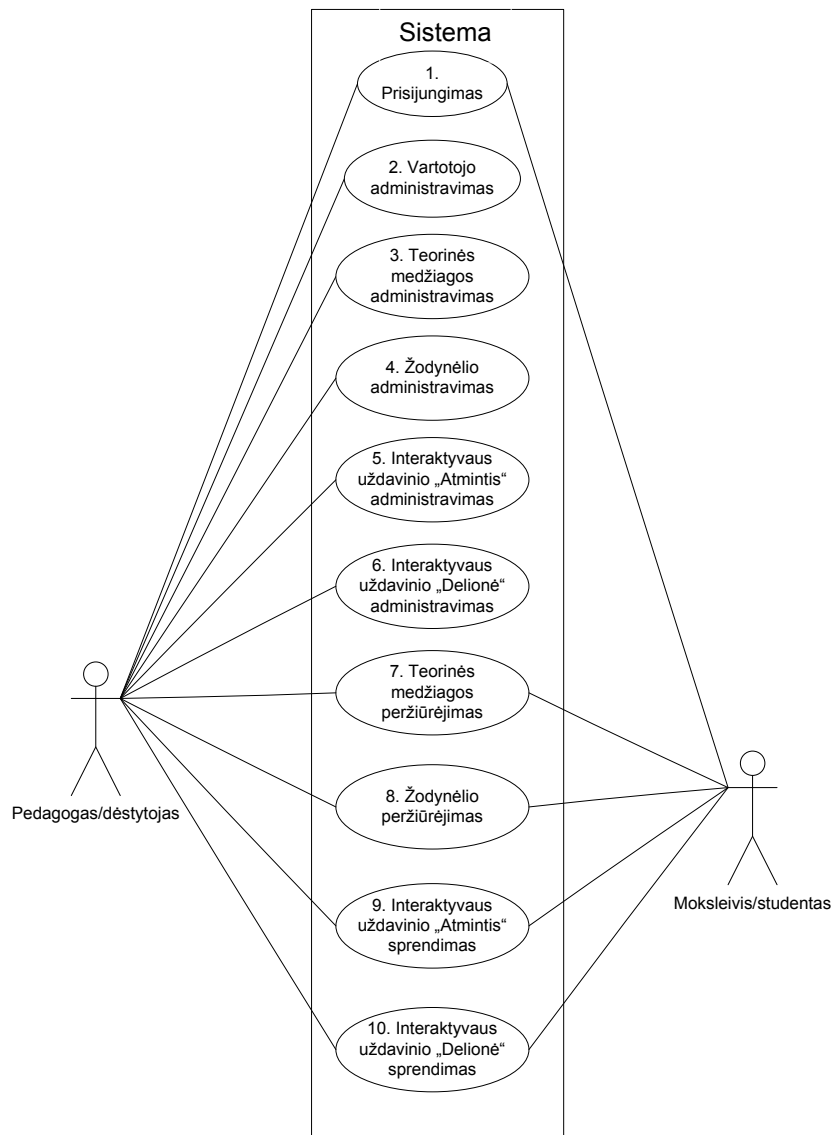 Sistema
1.
Prisijungimas
2. Vartotojo
administravimas
3. Teorinės
medžiagos
administravimas
4. Žodynėlio
administravimas
5. Interaktyvaus
uždavinio „Atmintis“
administravimas
6. Interaktyvaus
uždavinio „Delionė“
administravimas
7. Teorinės
medžiagos
peržiūrėjimas
8. Žodynėlio
peržiūrėjimas
9. Interaktyvaus
uždavinio „Atmintis“
sprendimas
10. Interaktyvaus
uždavinio „Delionė“
sprendimas
Pedagogas/dėstytojas
Moksleivis/studentas